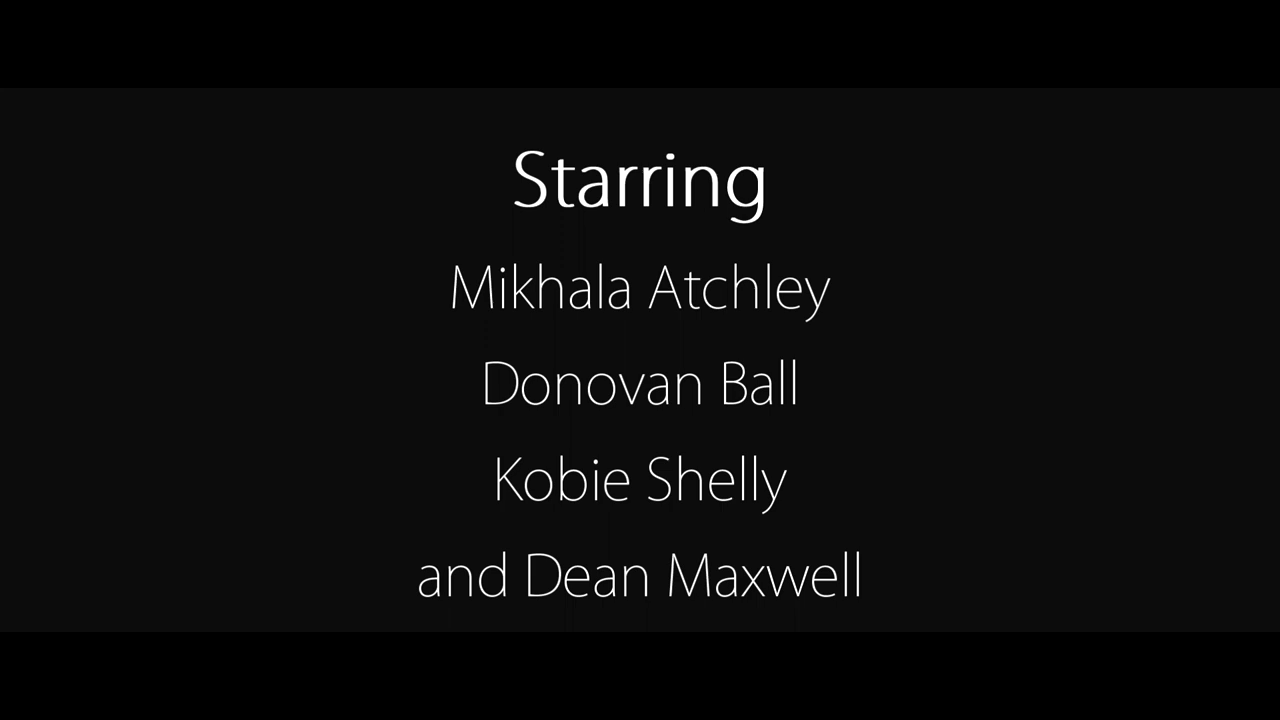 Starring
Mikhala Atchley
Donovan Ball
Kobie Shelly
and Dean Maxwell